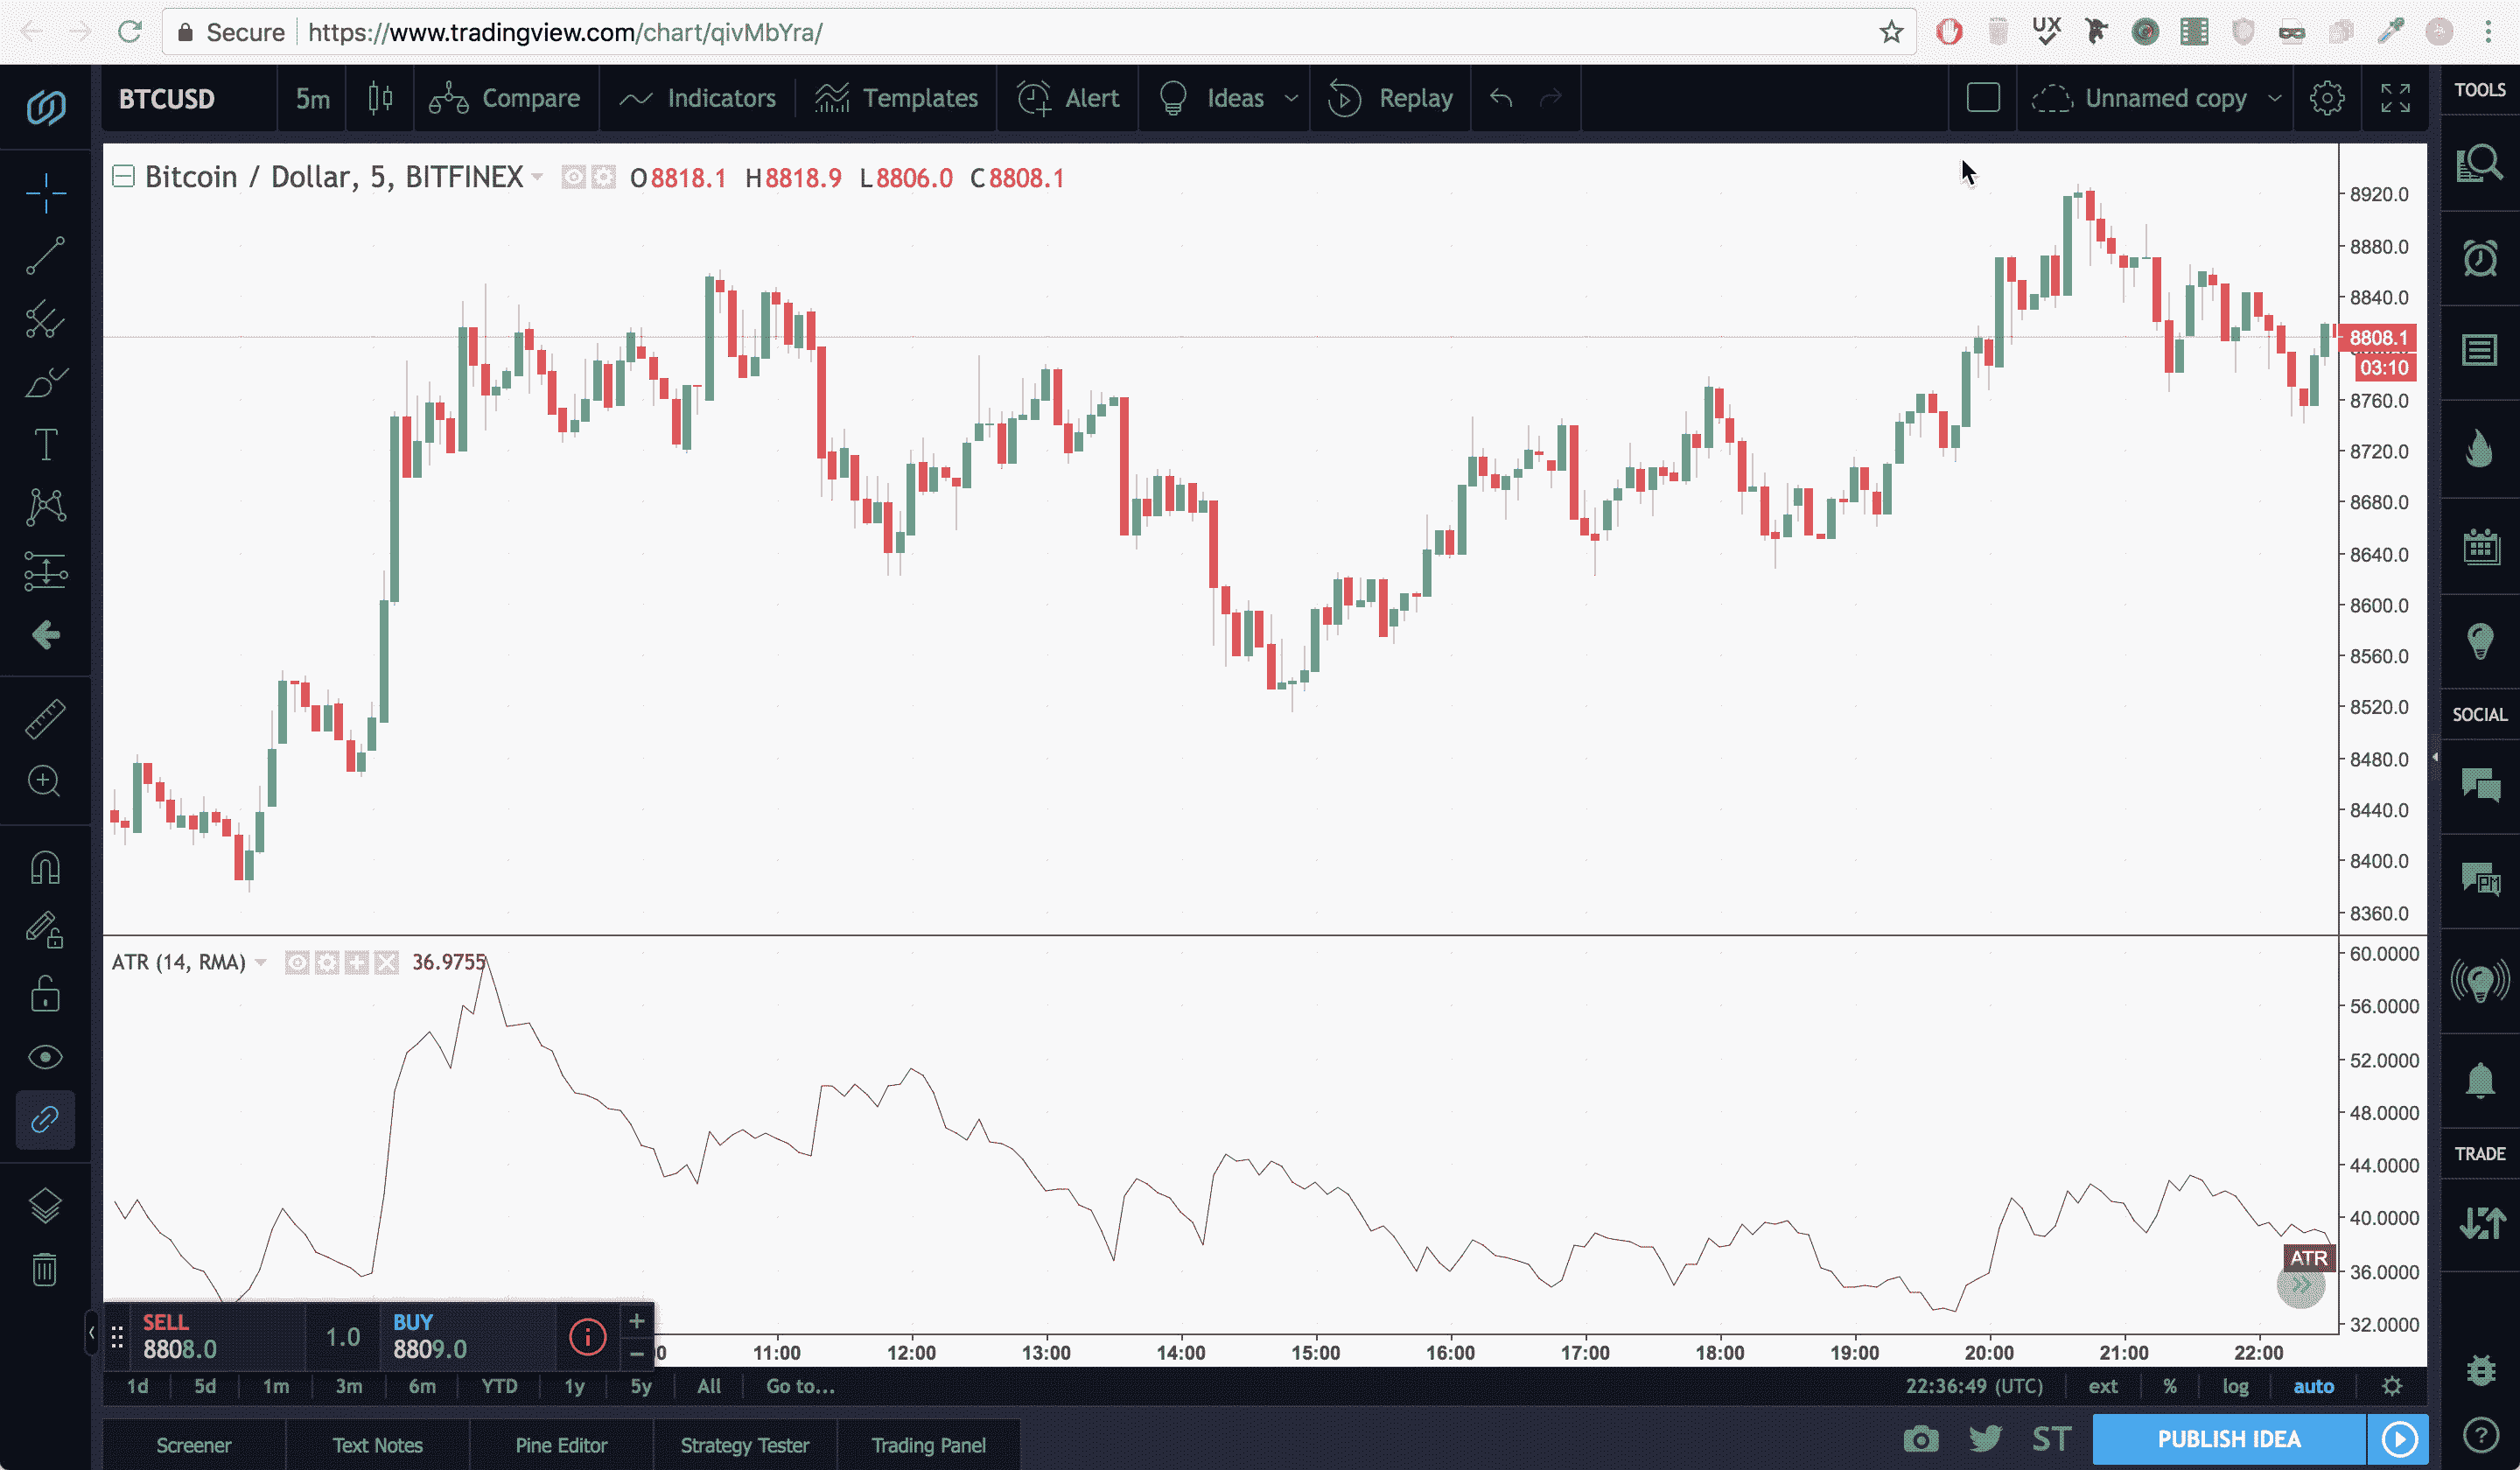 Secure https://www.tradingview.com/chart/qivMbYra/
UX
BTCUSD 5m Compare Indicators Templates Alert Ideas Replay Unnamed copy
TOOLS
Bitcoin / Dollar, 5, BITFINEX O8818.1 H8818.9 L8806.0 C8808.1
8920.0
8880.0
8840.0
8808.1
03:10
8760.0
8720.0
8680.0
8640.0
8600.0
8560.0
8520.0
8480.0
8440.0
8400.0
8360.0
SOCIAL
PM
TRADE
ATR (14, RMA) 36.9755
60.0000
56.0000
52.0000
48.0000
44.0000
40.0000
ATR
36.0000
32.0000
SELL
8808.0
1.0
BUY
8809.0
11:00 12:00 13:00 14:00 15:00 16:00 17:00 18:00 19:00 20:00 21:00 22:00
1d 5d 1m 3m 6m YTD 1y 5y All Go to... 22:36:49 (UTC) ext % log auto
Screener Text Notes Pine Editor Strategy Tester Trading Panel ST PUBLISH IDEA